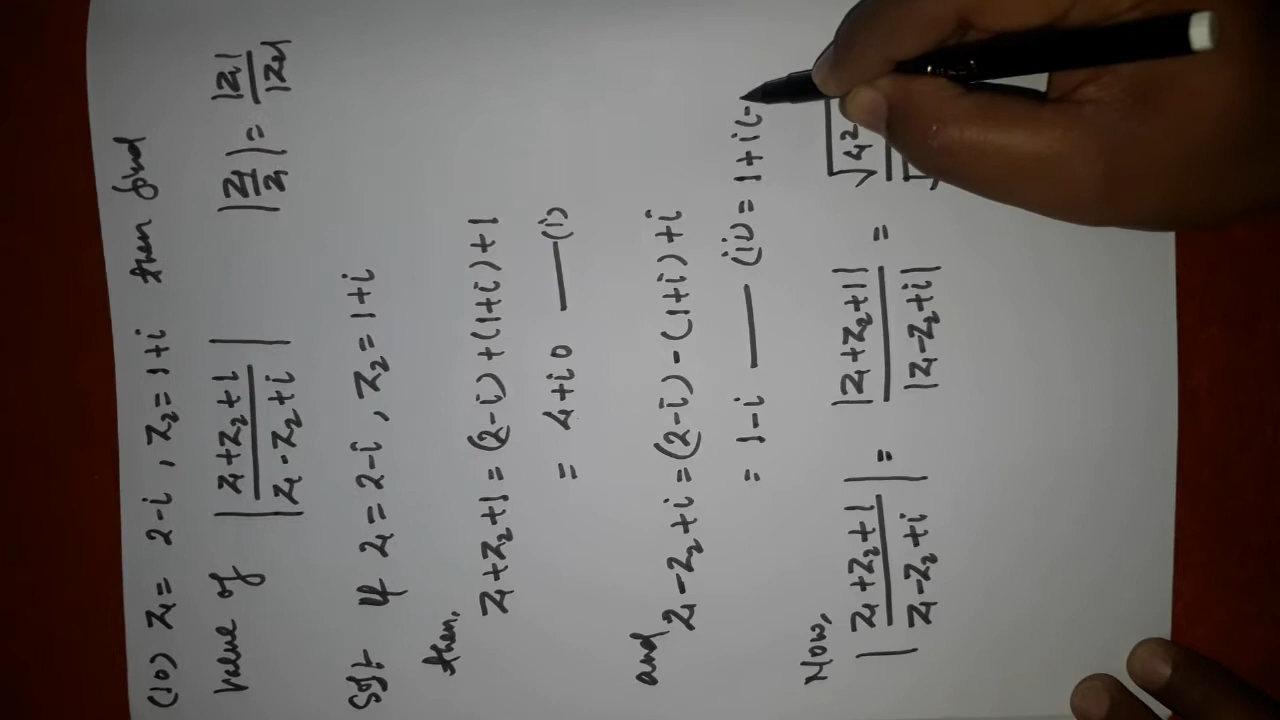 (10) z₁ = 2-i , z₂ = 1+i then find
value of |z₁+z₂+1 / z₁-z₂+i| |z₁/z₂| = |z₁|/|z₂|
Solⁿ: If z₁ = 2-i , z₂ = 1+i
then,
z₁+z₂+1 = (2-i)+(1+i)+1
= 4+i0 —(i)
and z₁-z₂+i = (2-i)-(1+i)+i
= 1-i —(ii) = 1+i(-
Now,
|z₁+z₂+1 / z₁-z₂+i| = |z₁+z₂+1| / |z₁-z₂+i| = √4²